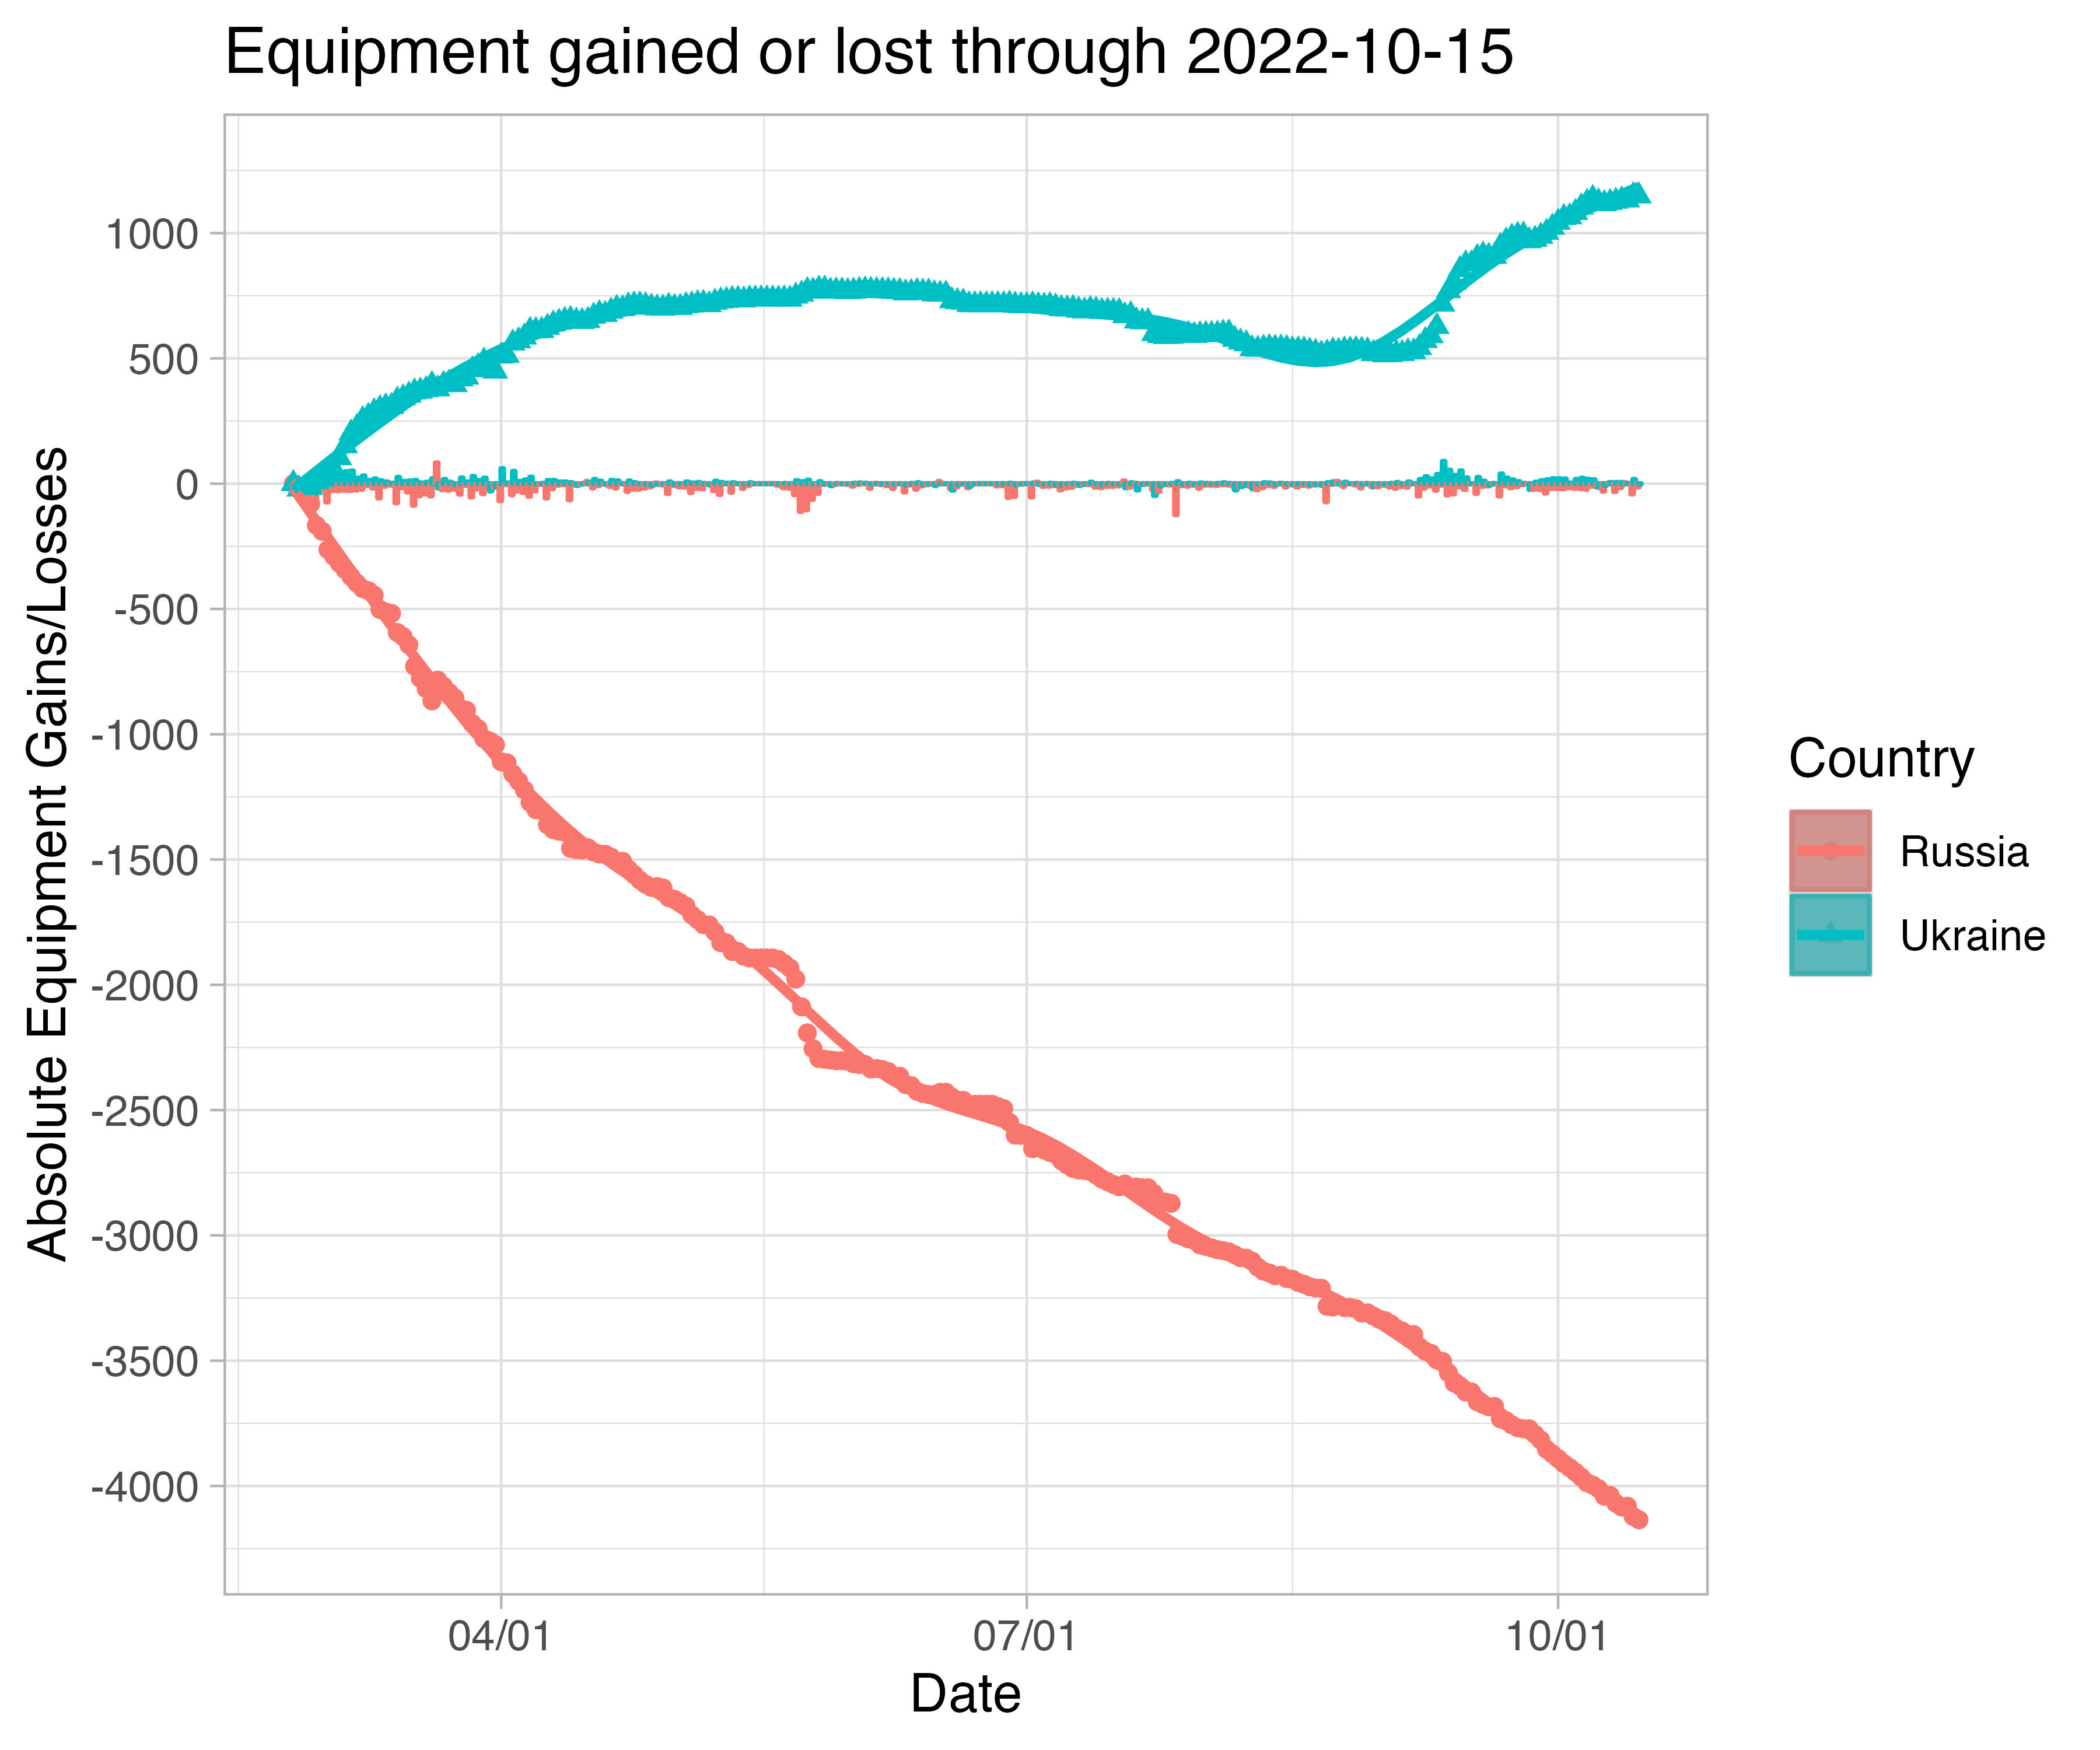 Equipment gained or lost through 2022-10-15
Absolute Equipment Gains/Losses
1000
500
0
-500
-1000
-1500
-2000
-2500
-3000
-3500
-4000
04/01
07/01
10/01
Date
Country
Russia
Ukraine